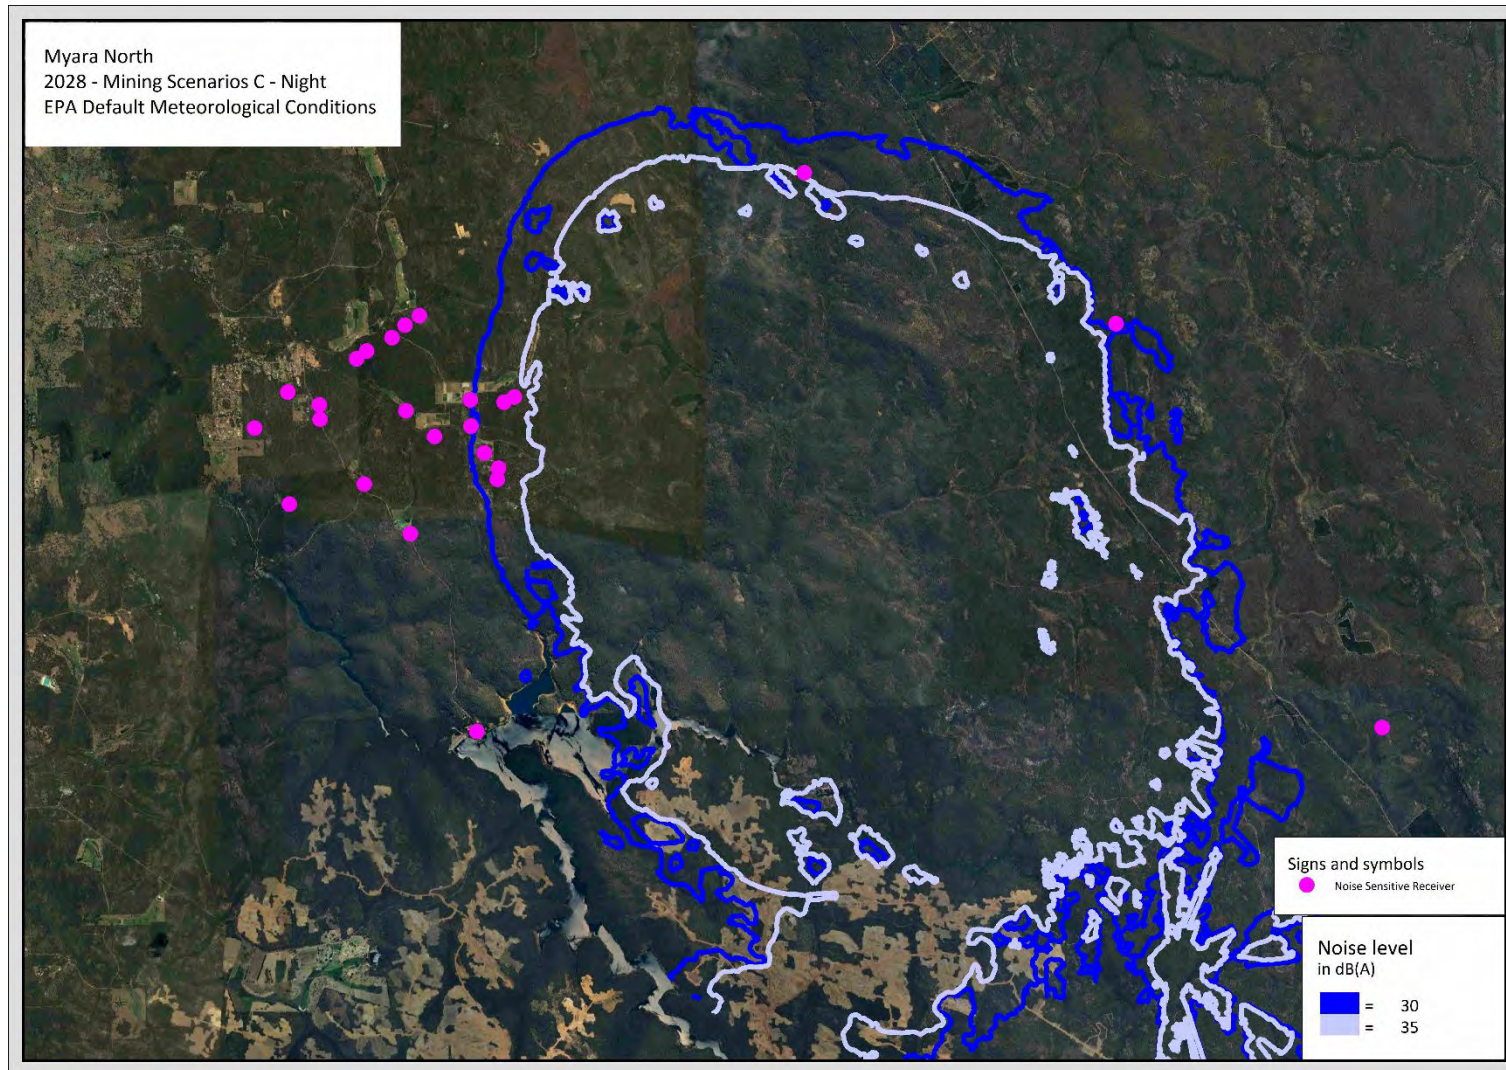 Myara North
2028 - Mining Scenarios C - Night
EPA Default Meteorological Conditions
Signs and symbols
Noise Sensitive Receiver
Noise level
in dB(A)
= 30
= 35